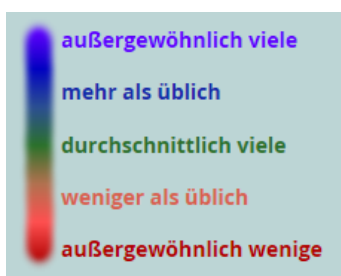 außergewöhnlich viele
mehr als üblich
durchschnittlich viele
weniger als üblich
außergewöhnlich wenige